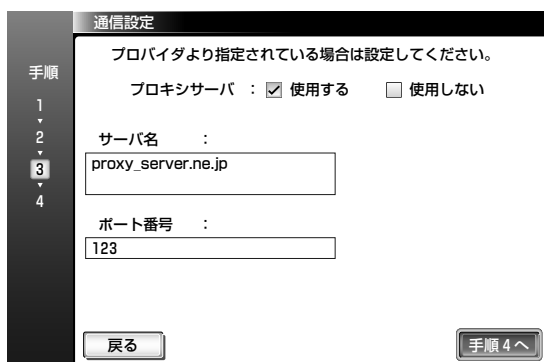 通信設定
プロバイダより指定されている場合は設定してください。
手順
1
2
3
4
プロキシサーバ : 使用する 使用しない
サーバ名 :
proxy_server.ne.jp
ポート番号 :
123
戻る
手順4へ